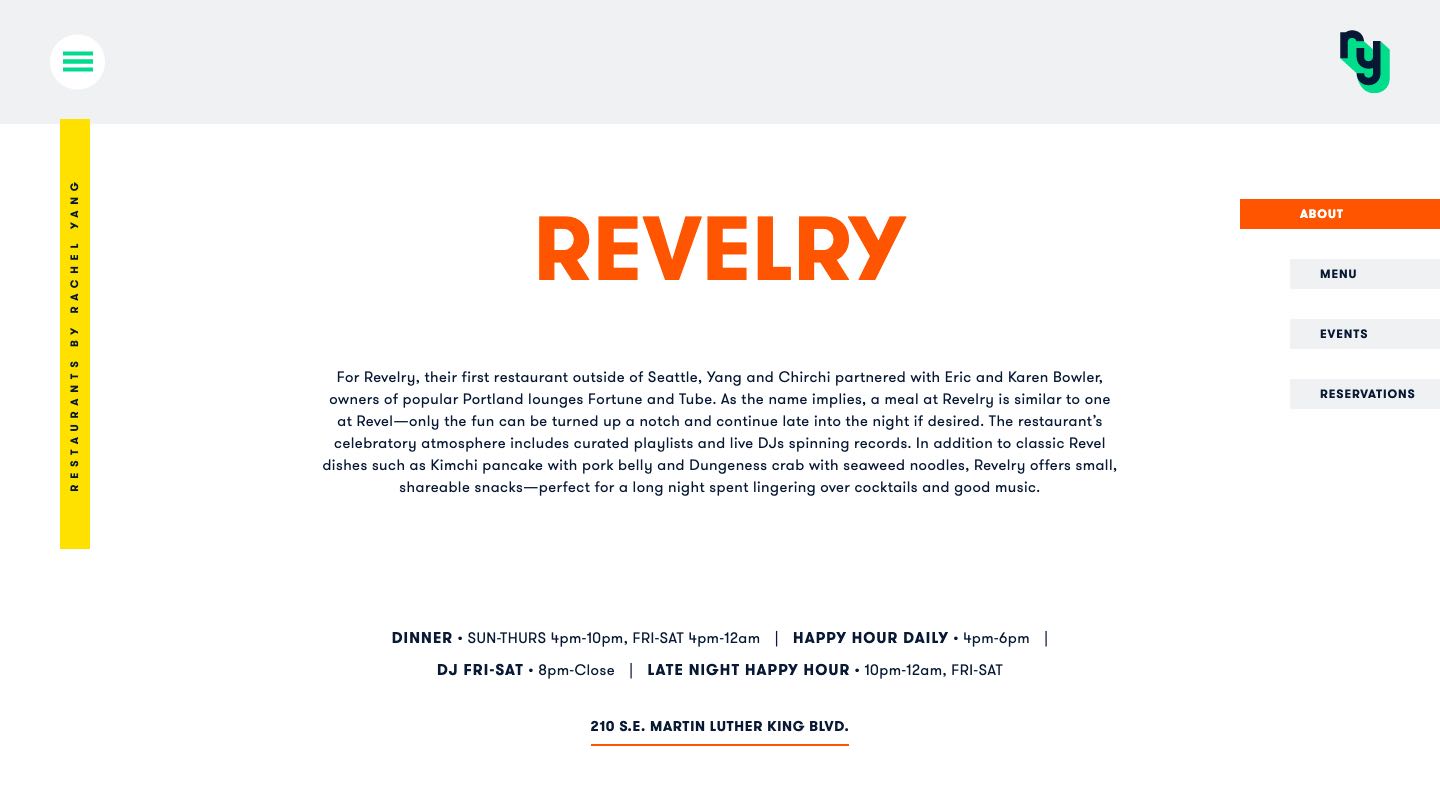 ry
RESTAURANTS BY RACHEL YANG
REVELRY
ABOUT
MENU
EVENTS
RESERVATIONS
For Revelry, their first restaurant outside of Seattle, Yang and Chirchi partnered with Eric and Karen Bowler,
owners of popular Portland lounges Fortune and Tube. As the name implies, a meal at Revelry is similar to one
at Revel—only the fun can be turned up a notch and continue late into the night if desired. The restaurant’s
celebratory atmosphere includes curated playlists and live DJs spinning records. In addition to classic Revel
dishes such as Kimchi pancake with pork belly and Dungeness crab with seaweed noodles, Revelry offers small,
shareable snacks—perfect for a long night spent lingering over cocktails and good music.
DINNER • SUN-THURS 4pm-10pm, FRI-SAT 4pm-12am | HAPPY HOUR DAILY • 4pm-6pm |
DJ FRI-SAT • 8pm-Close | LATE NIGHT HAPPY HOUR • 10pm-12am, FRI-SAT
210 S.E. MARTIN LUTHER KING BLVD.